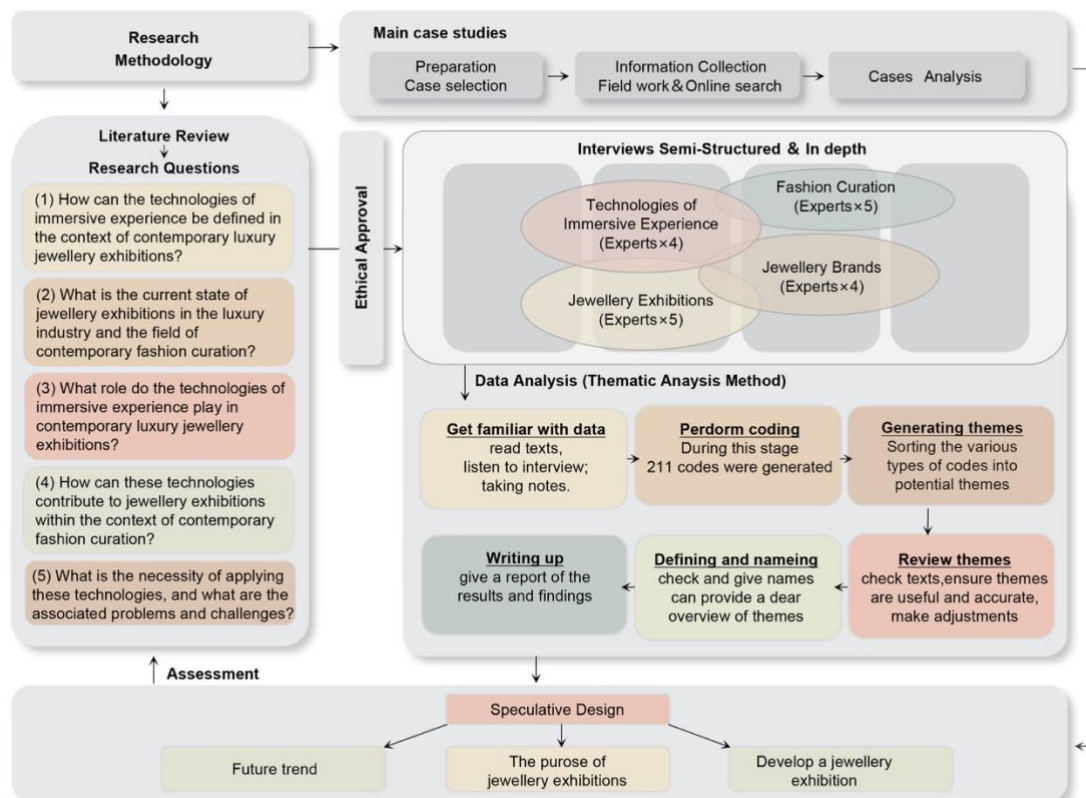 Research
Methodology
Main case studies
Preparation
Case selection
Information Collection
Field work & Online search
Cases Analysis
Literature Review
Research Questions
(1) How can the technologies of
immersive experience be defined in
the context of contemporary luxury
jewellery exhibitions?
(2) What is the current state of
jewellery exhibitions in the luxury
industry and the field of
contemporary fashion curation?
(3) What role do the technologies of
immersive experience play in
contemporary luxury jewellery
exhibitions?
(4) How can these technologies
contribute to jewellery exhibitions
within the context of contemporary
fashion curation?
(5) What is the necessity of applying
these technologies, and what are the
associated problems and challenges?
Ethical Approval
Interviews Semi-Structured & In depth
Technologies of
Immersive Experience
(Experts×4)
Fashion Curation
(Experts×5)
Jewellery Brands
(Experts×4)
Jewellery Exhibitions
(Experts×5)
Data Analysis (Thematic Anaysis Method)
Get familiar with data
read texts,
listen to interview;
taking notes.
Perdorm coding
During this stage
211 codes were generated
Generating themes
Sorting the various
types of codes into
potential themes
Writing up
give a report of the
results and findings
Defining and nameing
check and give names
can provide a dear
overview of themes
Review themes
check texts,ensure themes
are useful and accurate,
make adjustments
Assessment
Speculative Design
Future trend
The purose of
jewellery exhibitions
Develop a jewellery
exhibition